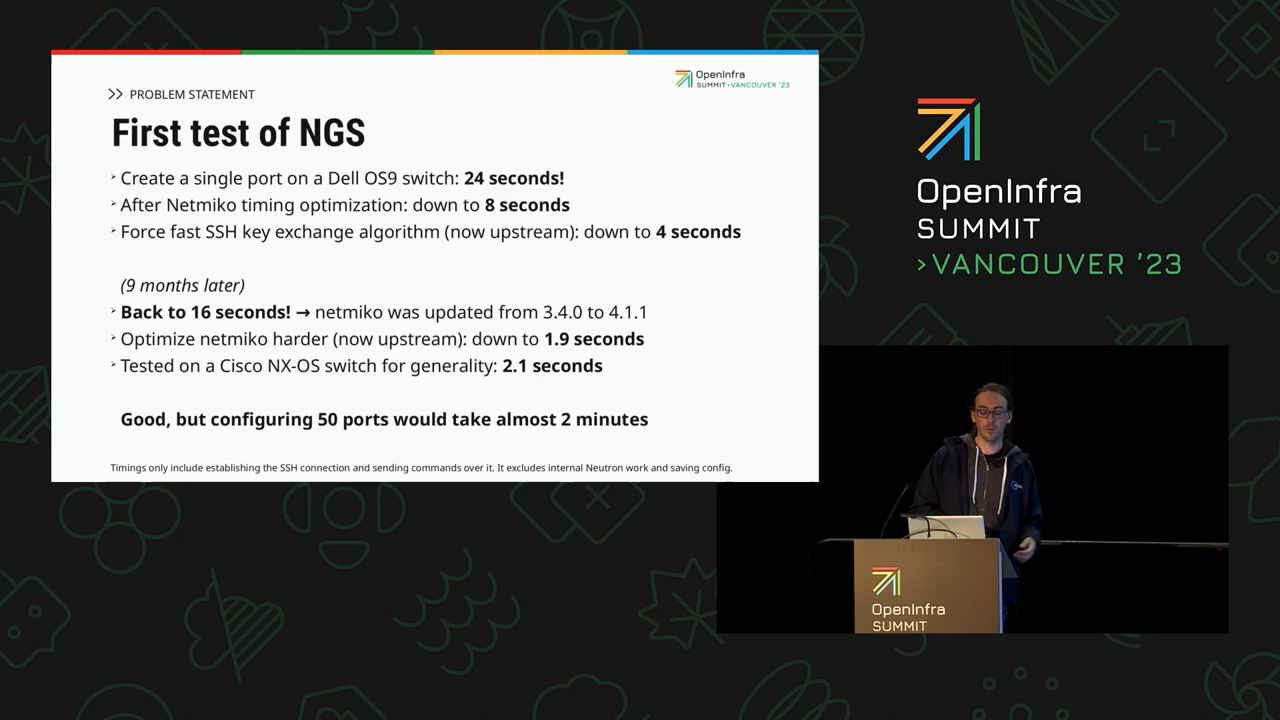 OpenInfra
SUMMIT › VANCOUVER '23
PROBLEM STATEMENT
First test of NGS
Create a single port on a Dell OS9 switch: 24 seconds!
After Netmiko timing optimization: down to 8 seconds
Force fast SSH key exchange algorithm (now upstream): down to 4 seconds
(9 months later)
Back to 16 seconds! → netmiko was updated from 3.4.0 to 4.1.1
Optimize netmiko harder (now upstream): down to 1.9 seconds
Tested on a Cisco NX-OS switch for generality: 2.1 seconds
Good, but configuring 50 ports would take almost 2 minutes
Timings only include establishing the SSH connection and sending commands over it. It excludes internal Neutron work and saving config.
OpenInfra
SUMMIT
›VANCOUVER ’23
OpenInfra
SUMMIT